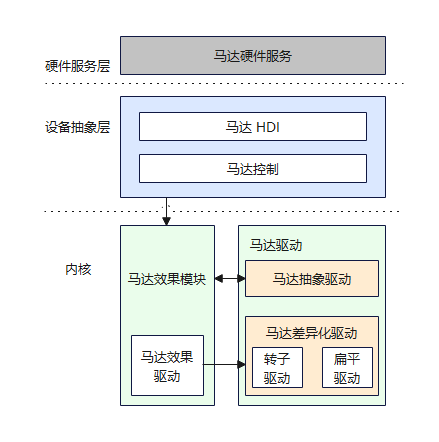 马达硬件服务
硬件服务层
设备抽象层
马达 HDI
马达控制
内核
马达效果模块
马达效果
驱动
马达驱动
马达抽象驱动
马达差异化驱动
转子
驱动
扁平
驱动